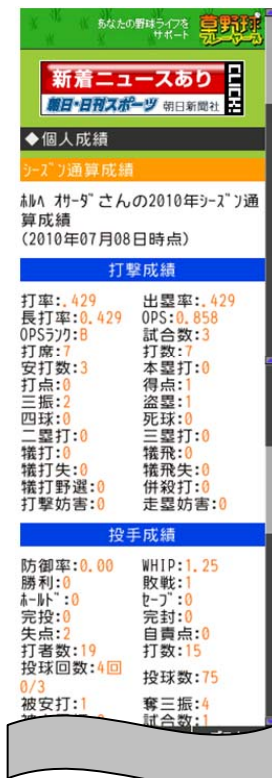 あなたの野球ライフを
サポート
草野球
プレーヤーズ
新着ニュースあり
CLICK!
朝日・日刊スポーツ 朝日新聞社
◆個人成績
ｼｰｽﾞﾝ通算成績
ﾎﾙﾍ ｵｻｰﾀﾞさんの2010年ｼｰｽﾞﾝ通
算成績
(2010年07月08日時点)
打撃成績
打率:.429 出塁率:.429
長打率:0.429 OPS:0.858
OPSﾗﾝｸ:B 試合数:3
打席:7 打数:7
安打数:3 本塁打:0
打点:0 得点:1
三振:2 盗塁:1
四球:0 死球:0
二塁打:0 三塁打:0
犠打:0 犠飛:0
犠打失:0 犠飛失:0
犠打野選:0 併殺打:0
打撃妨害:0 走塁妨害:0
投手成績
防御率:0.00 WHIP:1.25
勝利:0 敗戦:1
ﾎｰﾙﾄﾞ:0 ｾｰﾌﾞ:0
完投:0 完封:0
失点:2 自責点:0
打者数:19 打数:15
投球回数:4回
0/3 投球数:75
被安打:1 奪三振:4
試合数:1